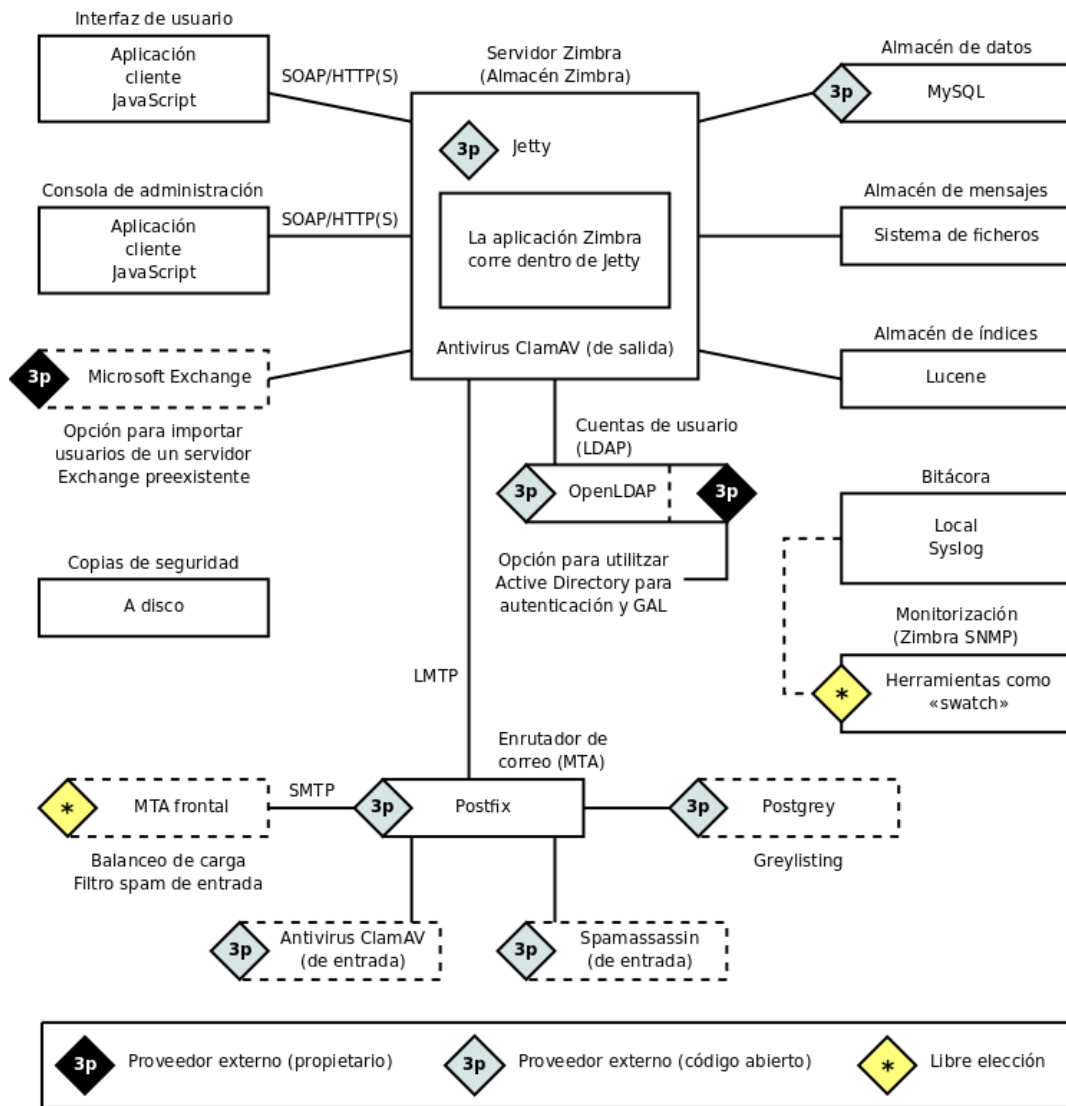 Interfaz de usuario
Aplicación
cliente
JavaScript
SOAP/HTTP(S)
Servidor Zimbra
(Almacén Zimbra)
3p
Jetty
La aplicación Zimbra
corre dentro de Jetty
Antivirus ClamAV (de salida)
Almacén de datos
3p
MySQL
Consola de administración
Aplicación
cliente
JavaScript
SOAP/HTTP(S)
Almacén de mensajes
Sistema de ficheros
3p
Microsoft Exchange
Opción para importar
usuarios de un servidor
Exchange preexistente
Almacén de índices
Lucene
Cuentas de usuario
(LDAP)
3p
OpenLDAP
3p
Opción para utilitzar
Active Directory para
autenticación y GAL
Bitácora
Local
Syslog
Copias de seguridad
A disco
Monitorización
(Zimbra SNMP)
*
Herramientas como
«swatch»
LMTP
Enrutador de
correo (MTA)
*
MTA frontal
SMTP
3p
Postfix
3p
Postgrey
Balanceo de carga
Filtro spam de entrada
Greylisting
3p
Antivirus ClamAV
(de entrada)
3p
Spamassassin
(de entrada)
3p
Proveedor externo (propietario)
3p
Proveedor externo (código abierto)
*
Libre elección